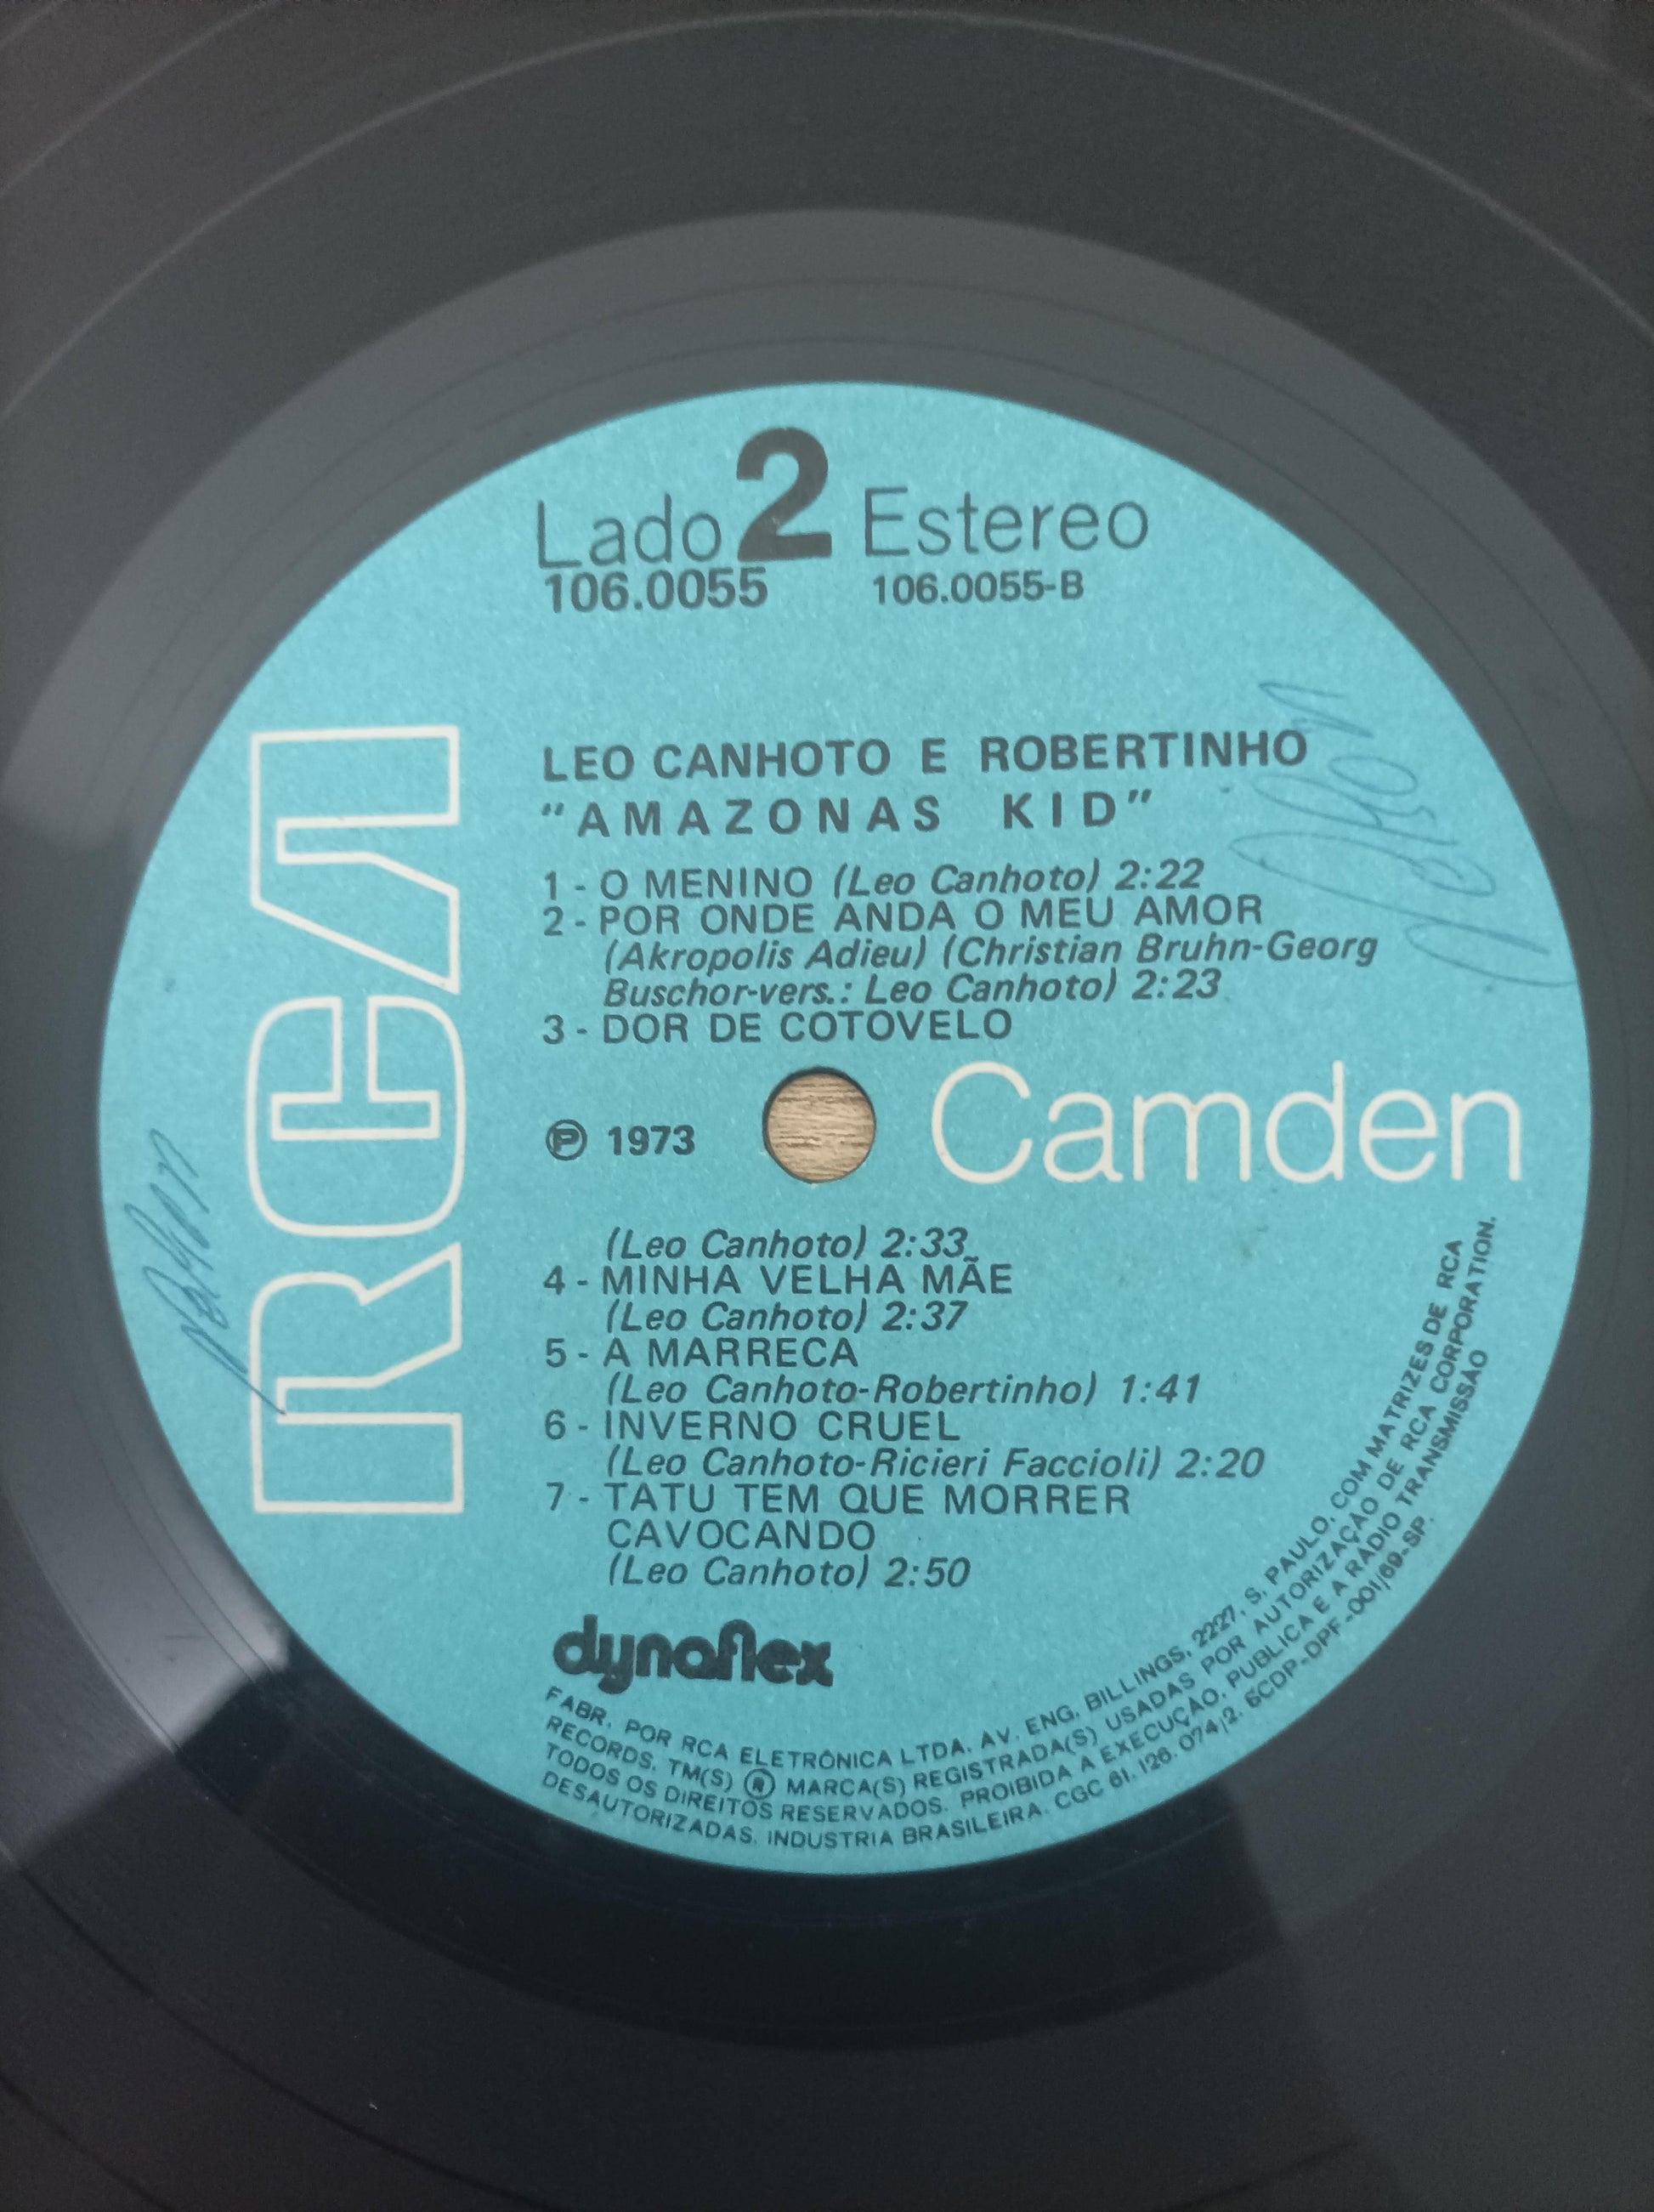 Lado 2 Estereo
106.0055 106.0055-B
RCA
LEO CANHOTO E ROBERTINHO
"AMAZONAS KID"
1 - O MENINO (Leo Canhoto) 2:22
2 - POR ONDE ANDA O MEU AMOR
(Akropolis Adieu) (Christian Bruhn-Georg
Buschor-vers.: Leo Canhoto) 2:23
3 - DOR DE COTOVELO
Ⓟ 1973
Camden
(Leo Canhoto) 2:33
4 - MINHA VELHA MÃE
(Leo Canhoto) 2:37
5 - A MARRECA
(Leo Canhoto-Robertinho) 1:41
6 - INVERNO CRUEL
(Leo Canhoto-Ricieri Faccioli) 2:20
7 - TATU TEM QUE MORRER
CAVOCANDO
(Leo Canhoto) 2:50
dynaflex
FABR. POR RCA ELETRÔNICA LTDA. AV. ENG. BILLINGS, 2227, S. PAULO, COM MATRIZES DE RCA
RECORDS. TM(S) ® MARCA(S) REGISTRADA(S) USADAS POR AUTORIZAÇÃO DE RCA CORPORATION.
TODOS OS DIREITOS RESERVADOS. PROIBIDA A EXECUÇÃO, PUBLICA E A RÁDIO TRANSMISSÃO
DESAUTORIZADAS. INDUSTRIA BRASILEIRA. CGC 61.126.074/2. SCDP-DPF-001/69-SP.